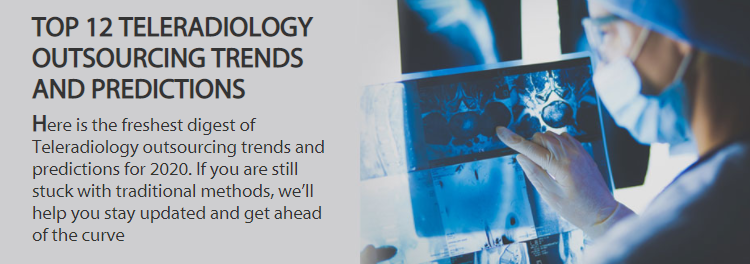 TOP 12 TELERADIOLOGY
OUTSOURCING TRENDS
AND PREDICTIONS
Here is the freshest digest of
Teleradiology outsourcing trends and
predictions for 2020. If you are still
stuck with traditional methods, we’ll
help you stay updated and get ahead
of the curve